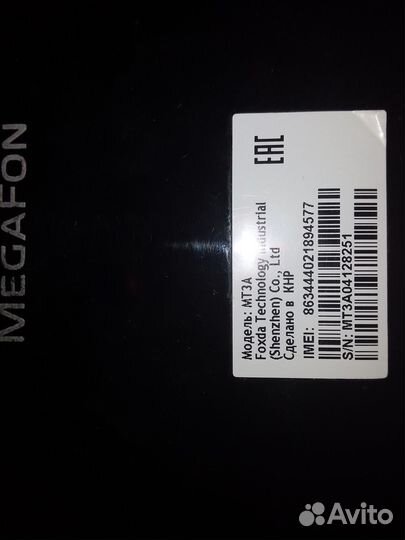 MEGAFON
EAC
Модель: MT3A
Foxda Technology Industrial
(Shenzhen) Co., Ltd
Сделано в КНР
IMEI: 863444021894577
S/N: MT3A04128251
Avito